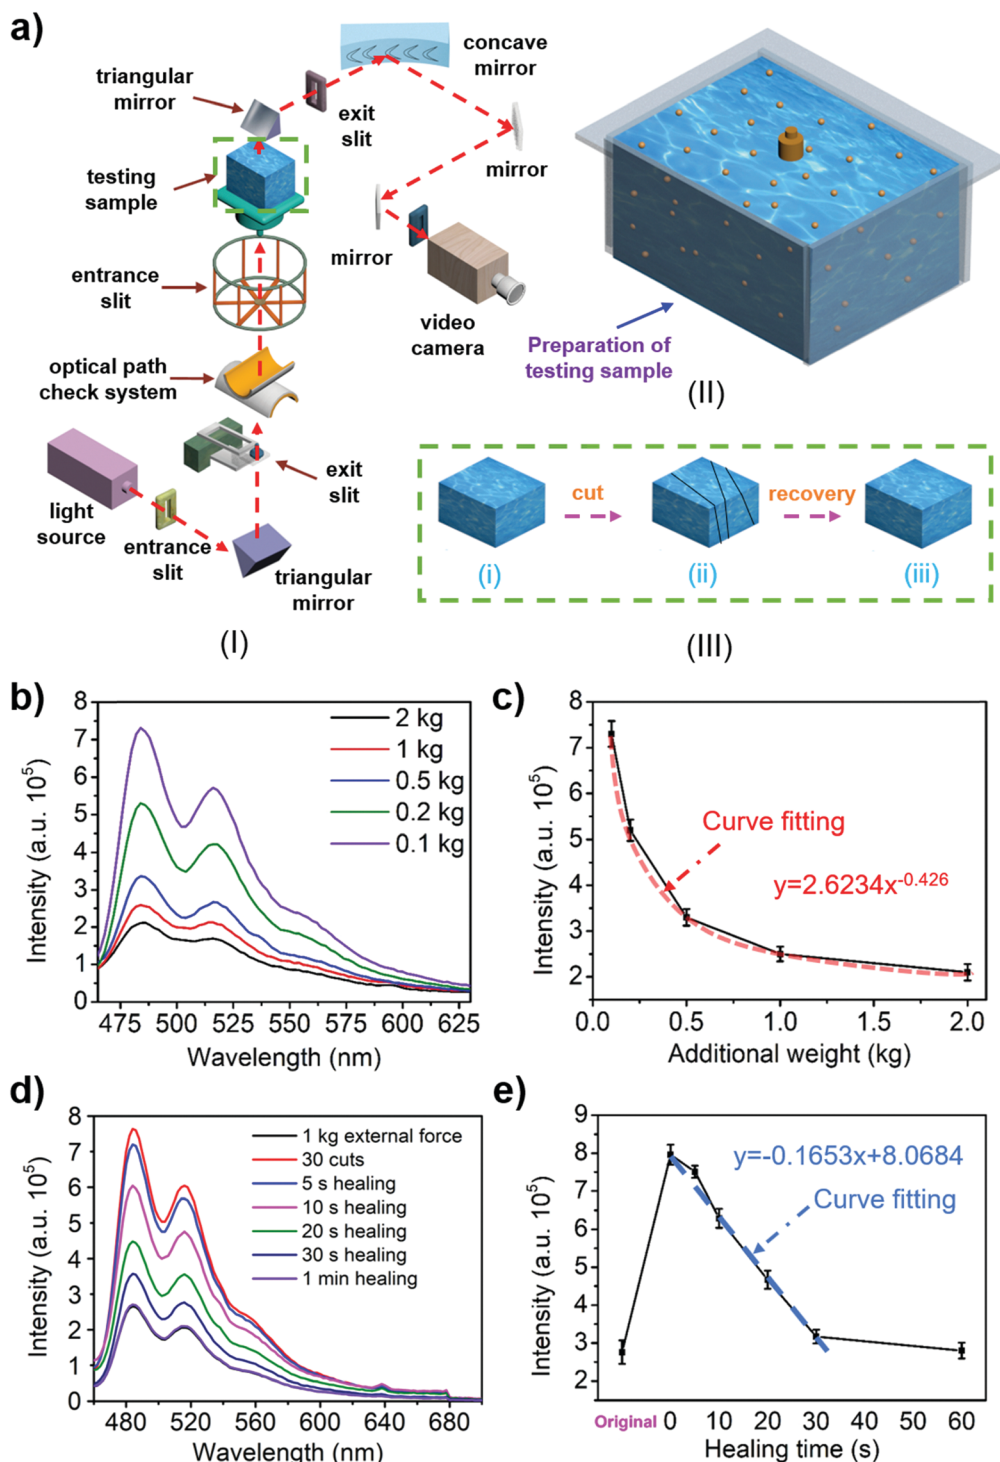 a)
concave
mirror
triangular
mirror
exit
slit
mirror
testing
sample
mirror
entrance
slit
video
camera
optical path
check system
exit
slit
light
source
entrance
slit
triangular
mirror
(I)
Preparation of
testing sample
(II)
cut
recovery
(i)
(ii)
(iii)
(III)
b)
Intensity (a.u. 10⁵)
8
7
6
5
4
3
2
1
0
2 kg
1 kg
0.5 kg
0.2 kg
0.1 kg
475 500 525 550 575 600 625
Wavelength (nm)
c)
Intensity (a.u. 10⁵)
8
7
6
5
4
3
2
Curve fitting
y=2.6234x⁻⁰·⁴²⁶
0.0 0.5 1.0 1.5 2.0
Additional weight (kg)
d)
Intensity (a.u. 10⁵)
8
7
6
5
4
3
2
1
0
1 kg external force
30 cuts
5 s healing
10 s healing
20 s healing
30 s healing
1 min healing
480 520 560 600 640 680
Wavelength (nm)
e)
Intensity (a.u. 10⁵)
9
8
7
6
5
4
3
2
y=-0.1653x+8.0684
Curve fitting
Original 0 10 20 30 40 50 60
Healing time (s)